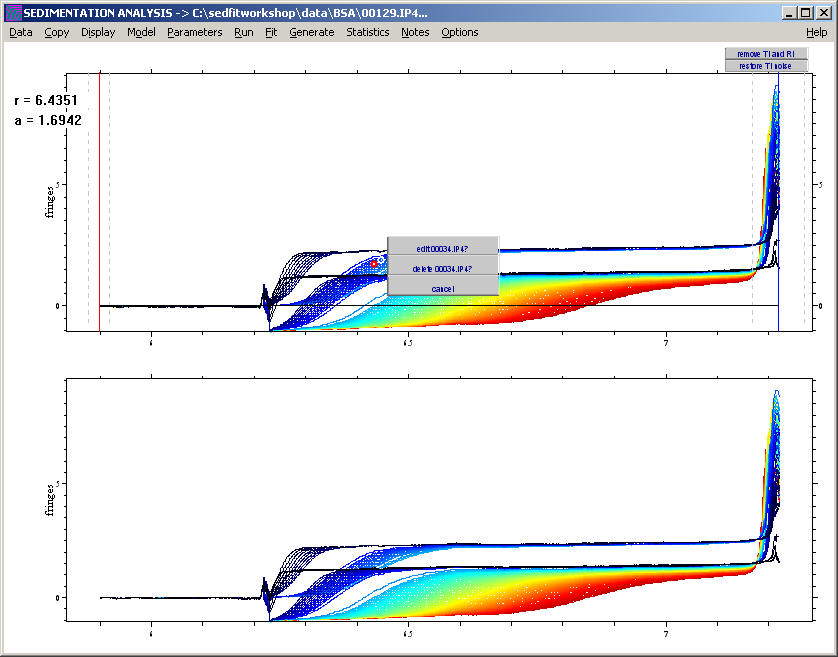 SEDIMENTATION ANALYSIS -> C:\sedfitworkshop\data\BSA\00129.IP4...
Data Copy Display Model Parameters Run Fit Generate Statistics Notes Options Help
remove TI and RI
restore TI noise
r = 6.4351
a = 1.6942
fringes
5
5
0
0
edit 00034.IP4?
delete 00034.IP4?
cancel
6
6.5
7
fringes
5
0
6
6.5
7